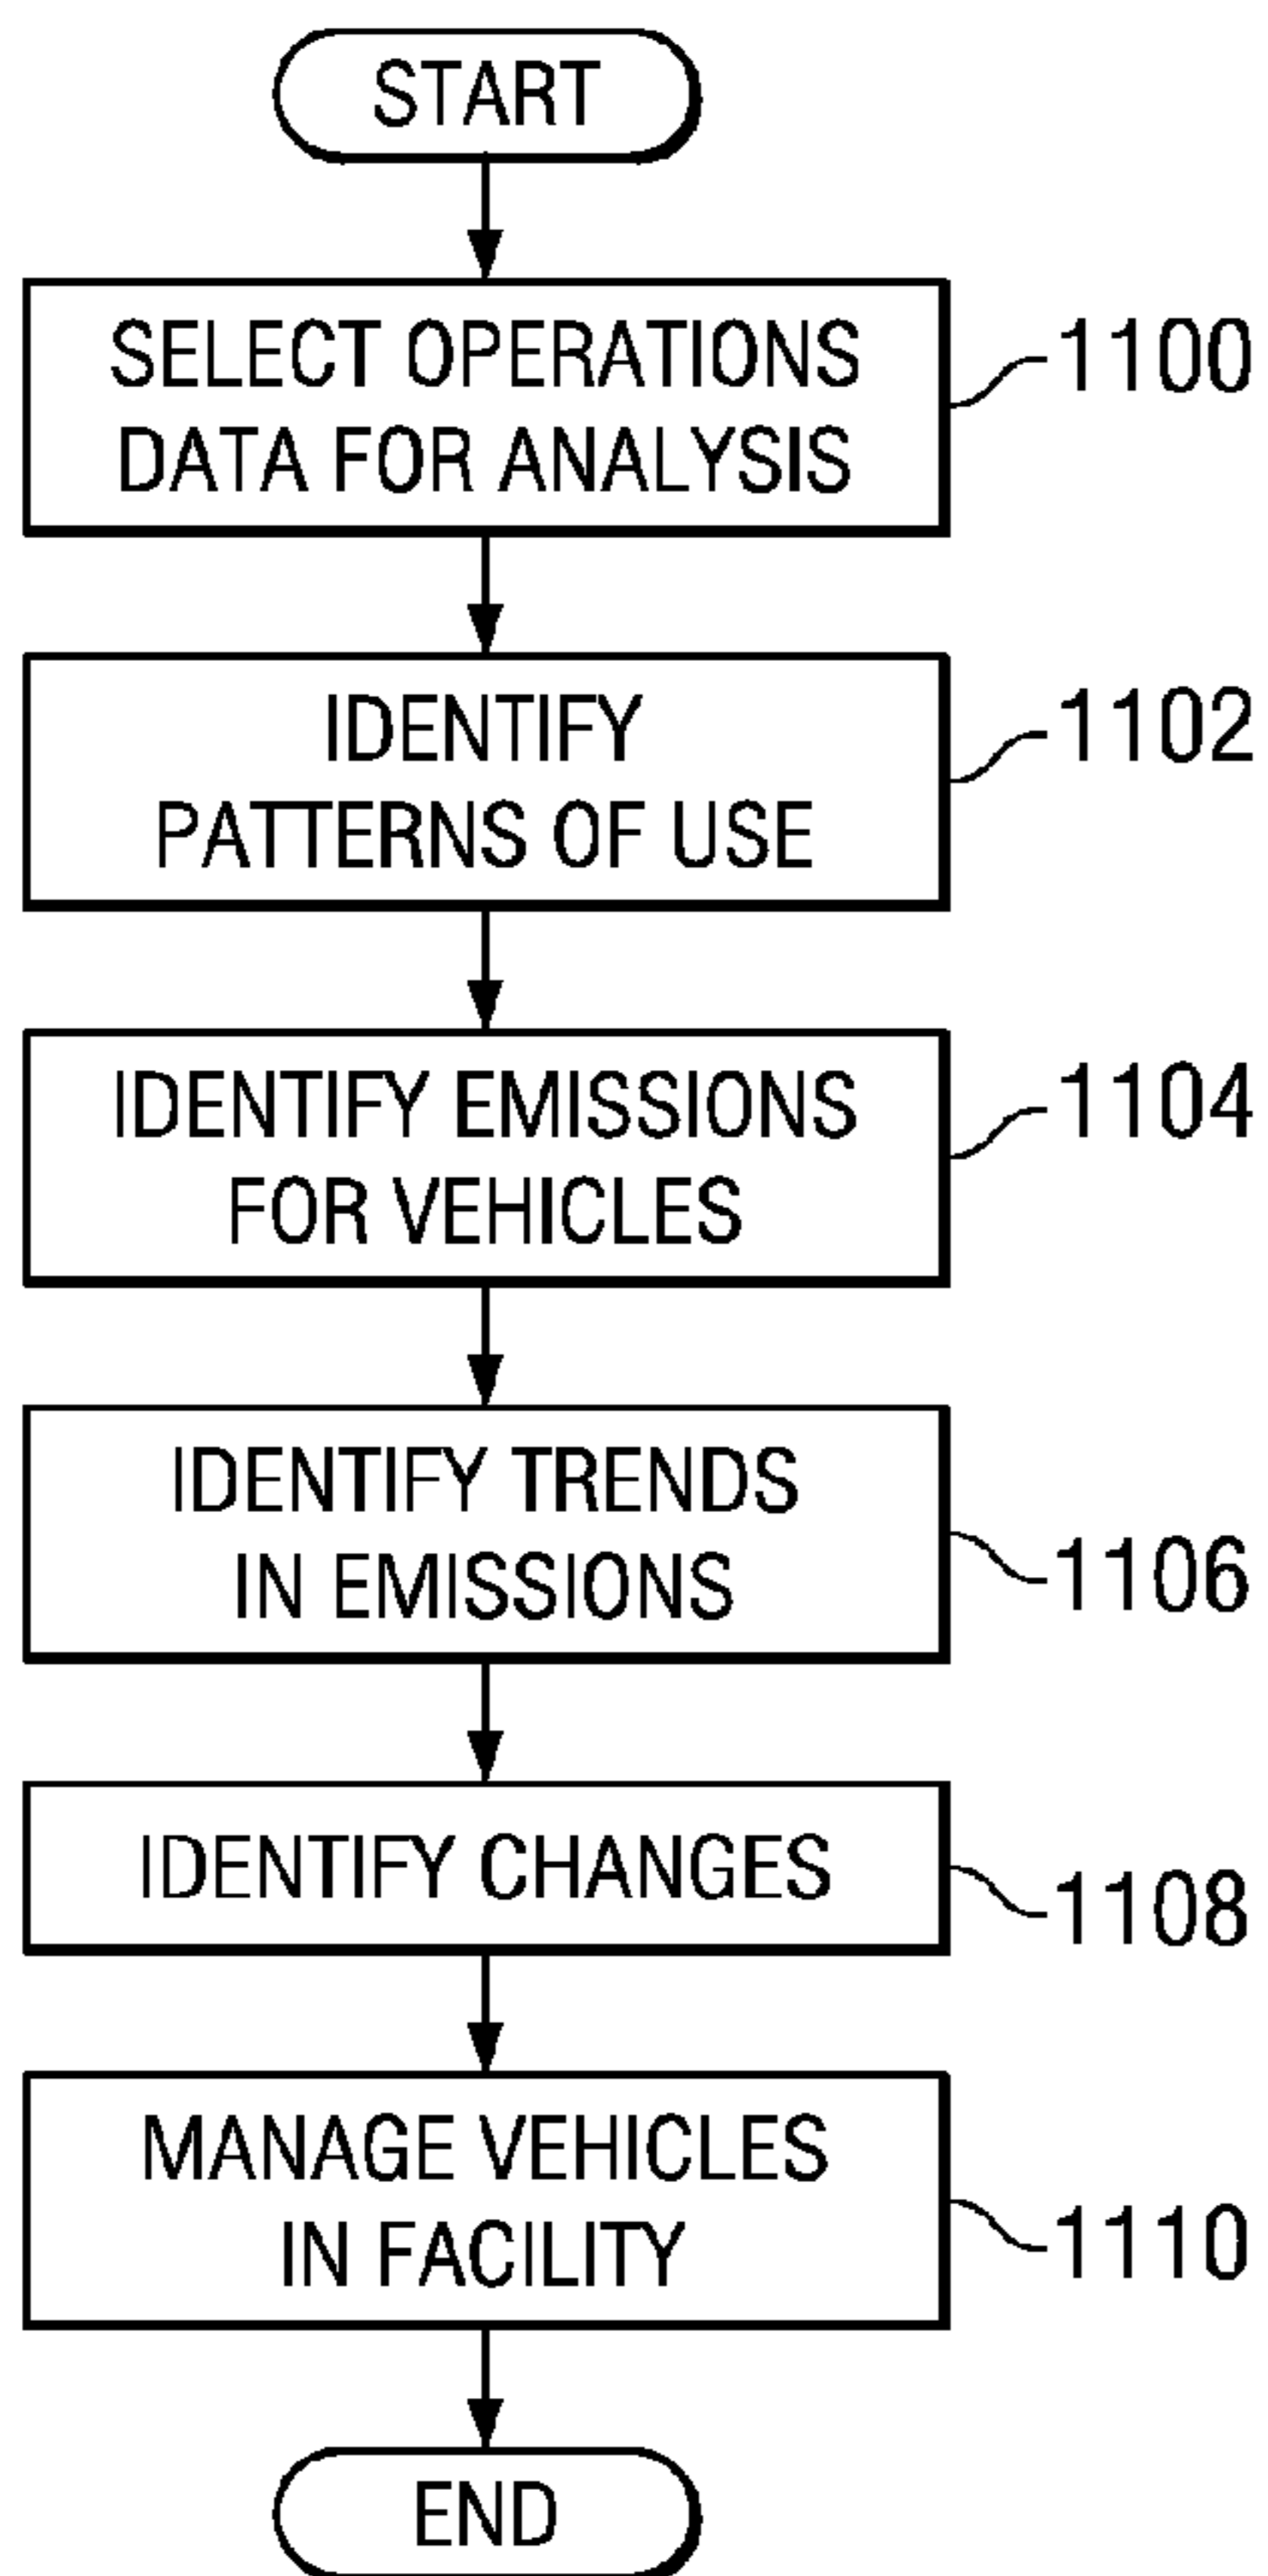 START
SELECT OPERATIONS
DATA FOR ANALYSIS
1100
IDENTIFY
PATTERNS OF USE
1102
IDENTIFY EMISSIONS
FOR VEHICLES
1104
IDENTIFY TRENDS
IN EMISSIONS
1106
IDENTIFY CHANGES
1108
MANAGE VEHICLES
IN FACILITY
1110
END